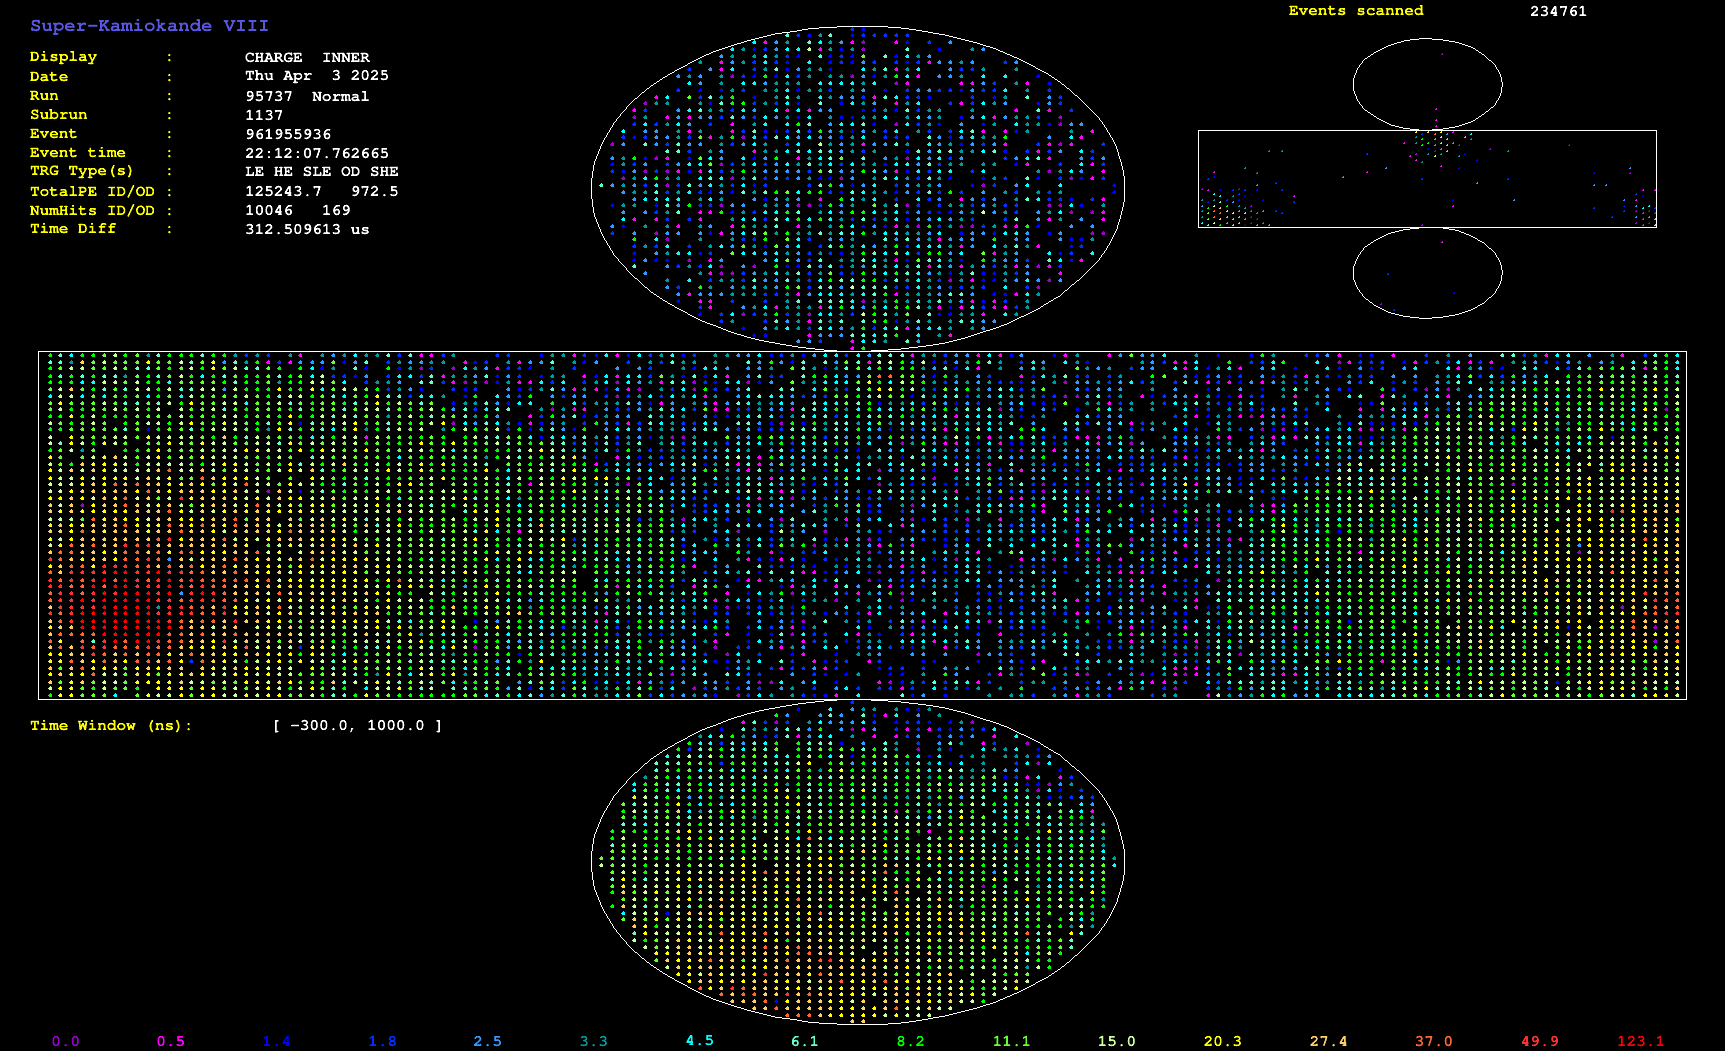 Super-Kamiokande VIII
Events scanned 234761
Display : CHARGE INNER
Date : Thu Apr 3 2025
Run : 95737 Normal
Subrun : 1137
Event : 961955936
Event time : 22:12:07.762665
TRG Type(s) : LE HE SLE OD SHE
TotalPE ID/OD : 125243.7 972.5
NumHits ID/OD : 10046 169
Time Diff : 312.509613 us
Time Window (ns): [ -300.0, 1000.0 ]
0.0 0.5 1.4 1.8 2.5 3.3 4.5 6.1 8.2 11.1 15.0 20.3 27.4 37.0 49.9 123.1